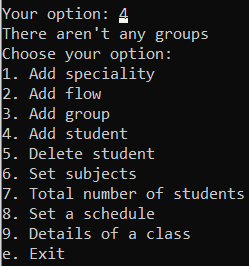 Your option: 4
There aren't any groups
Choose your option:
1. Add speciality
2. Add flow
3. Add group
4. Add student
5. Delete student
6. Set subjects
7. Total number of students
8. Set a schedule
9. Details of a class
e. Exit